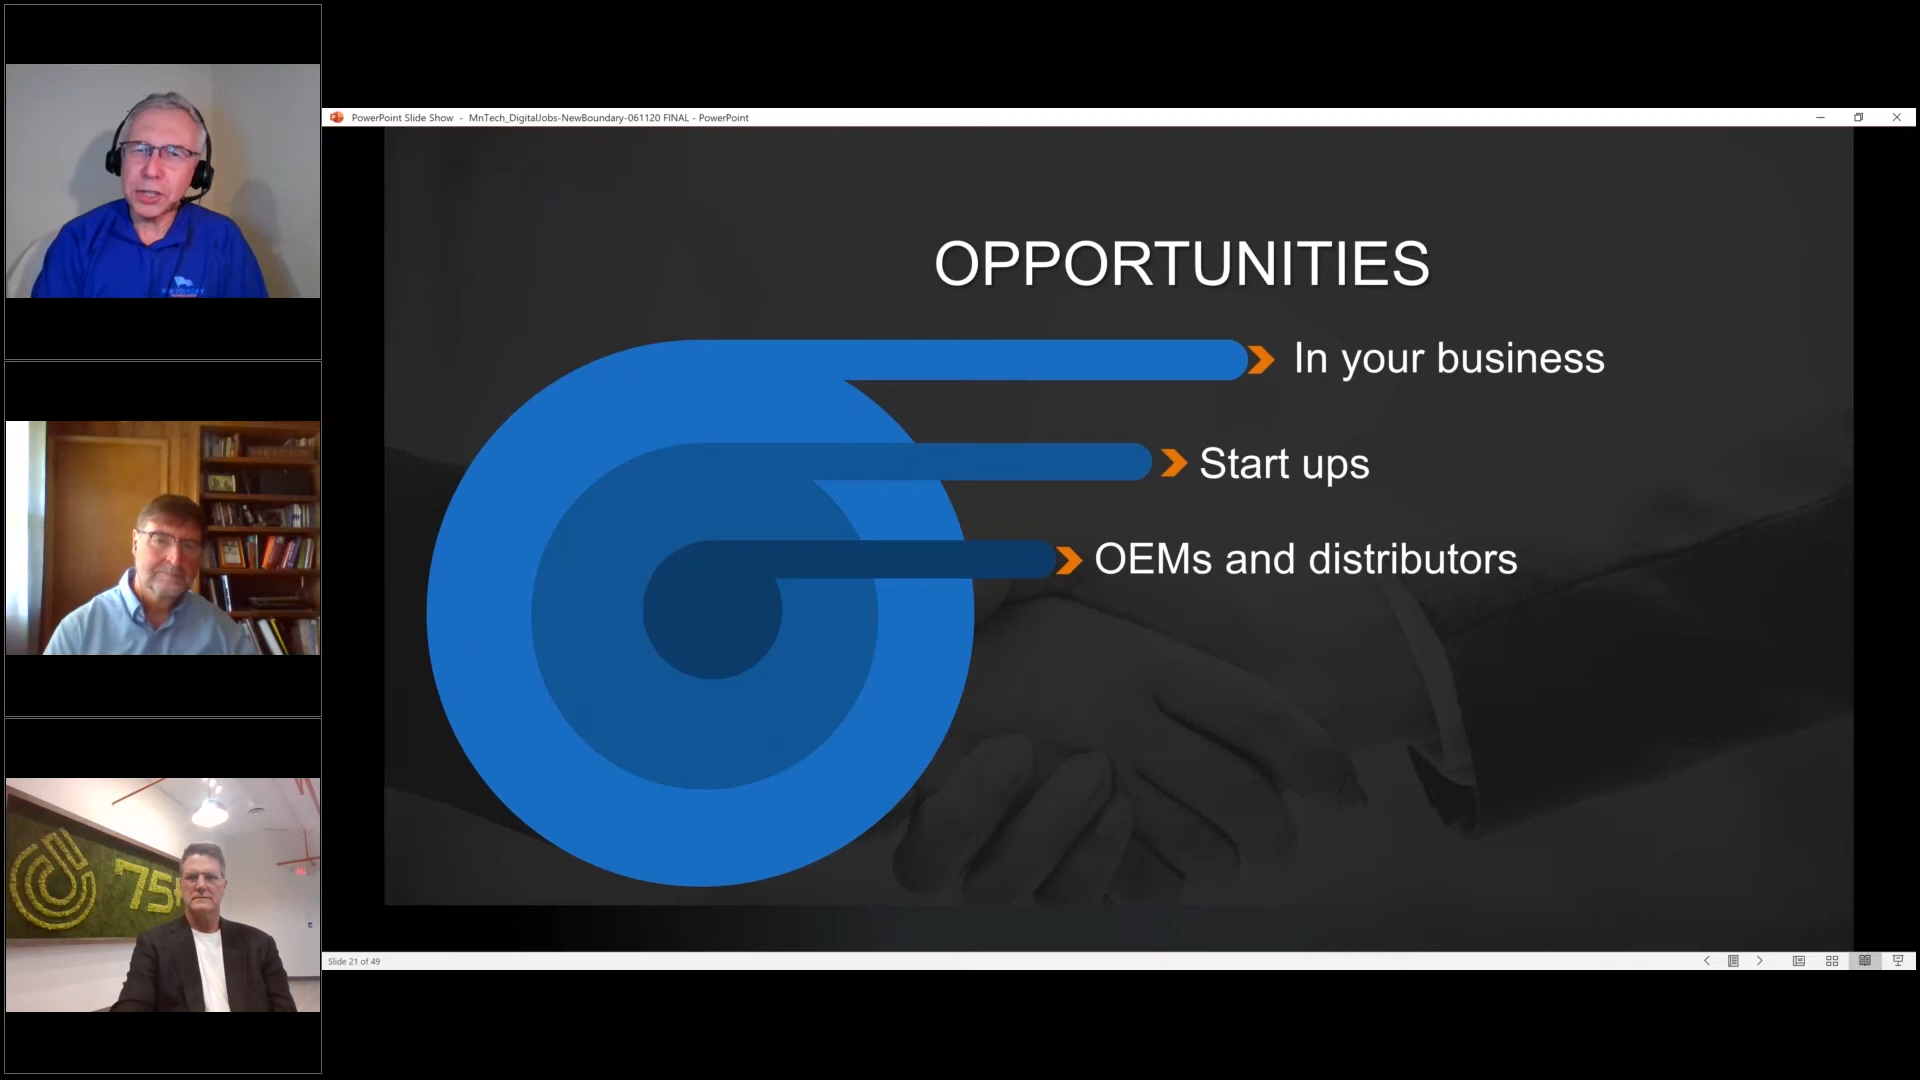 PowerPoint Slide Show - MnTech_DigitalJobs-NewBoundary-061120 FINAL - PowerPoint
OPPORTUNITIES
In your business
Start ups
OEMs and distributors
75
Slide 21 of 49